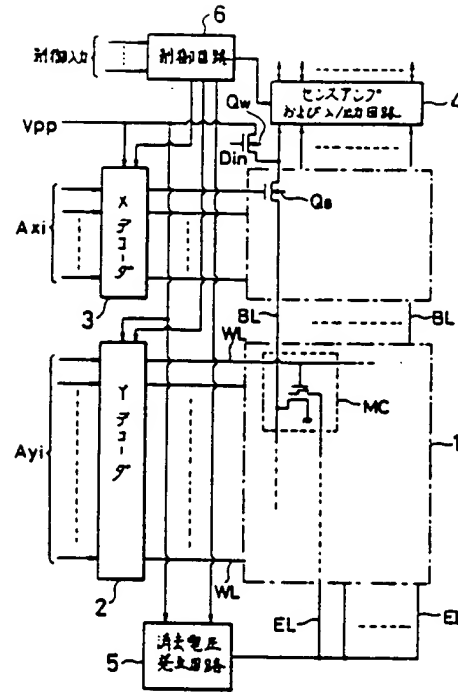 6
制御入力
制御回路
センスアンプ
および入/出力回路
4
Vpp
Qw
Din
Qs
Axi
Xデコーダ
3
BL
BL
WL
MC
1
Ayi
Yデコーダ
2
WL
EL
EL
5
消去電圧
発生回路